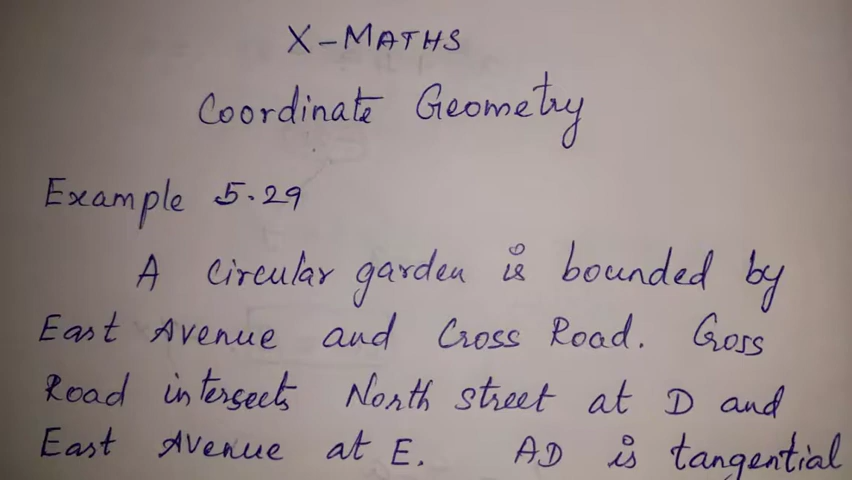 X-MATHS
Coordinate Geometry
Example 5.29
A circular garden is bounded by
East Avenue and Cross Road. Cross
Road intersects North street at D and
East Avenue at E. AD is tangential